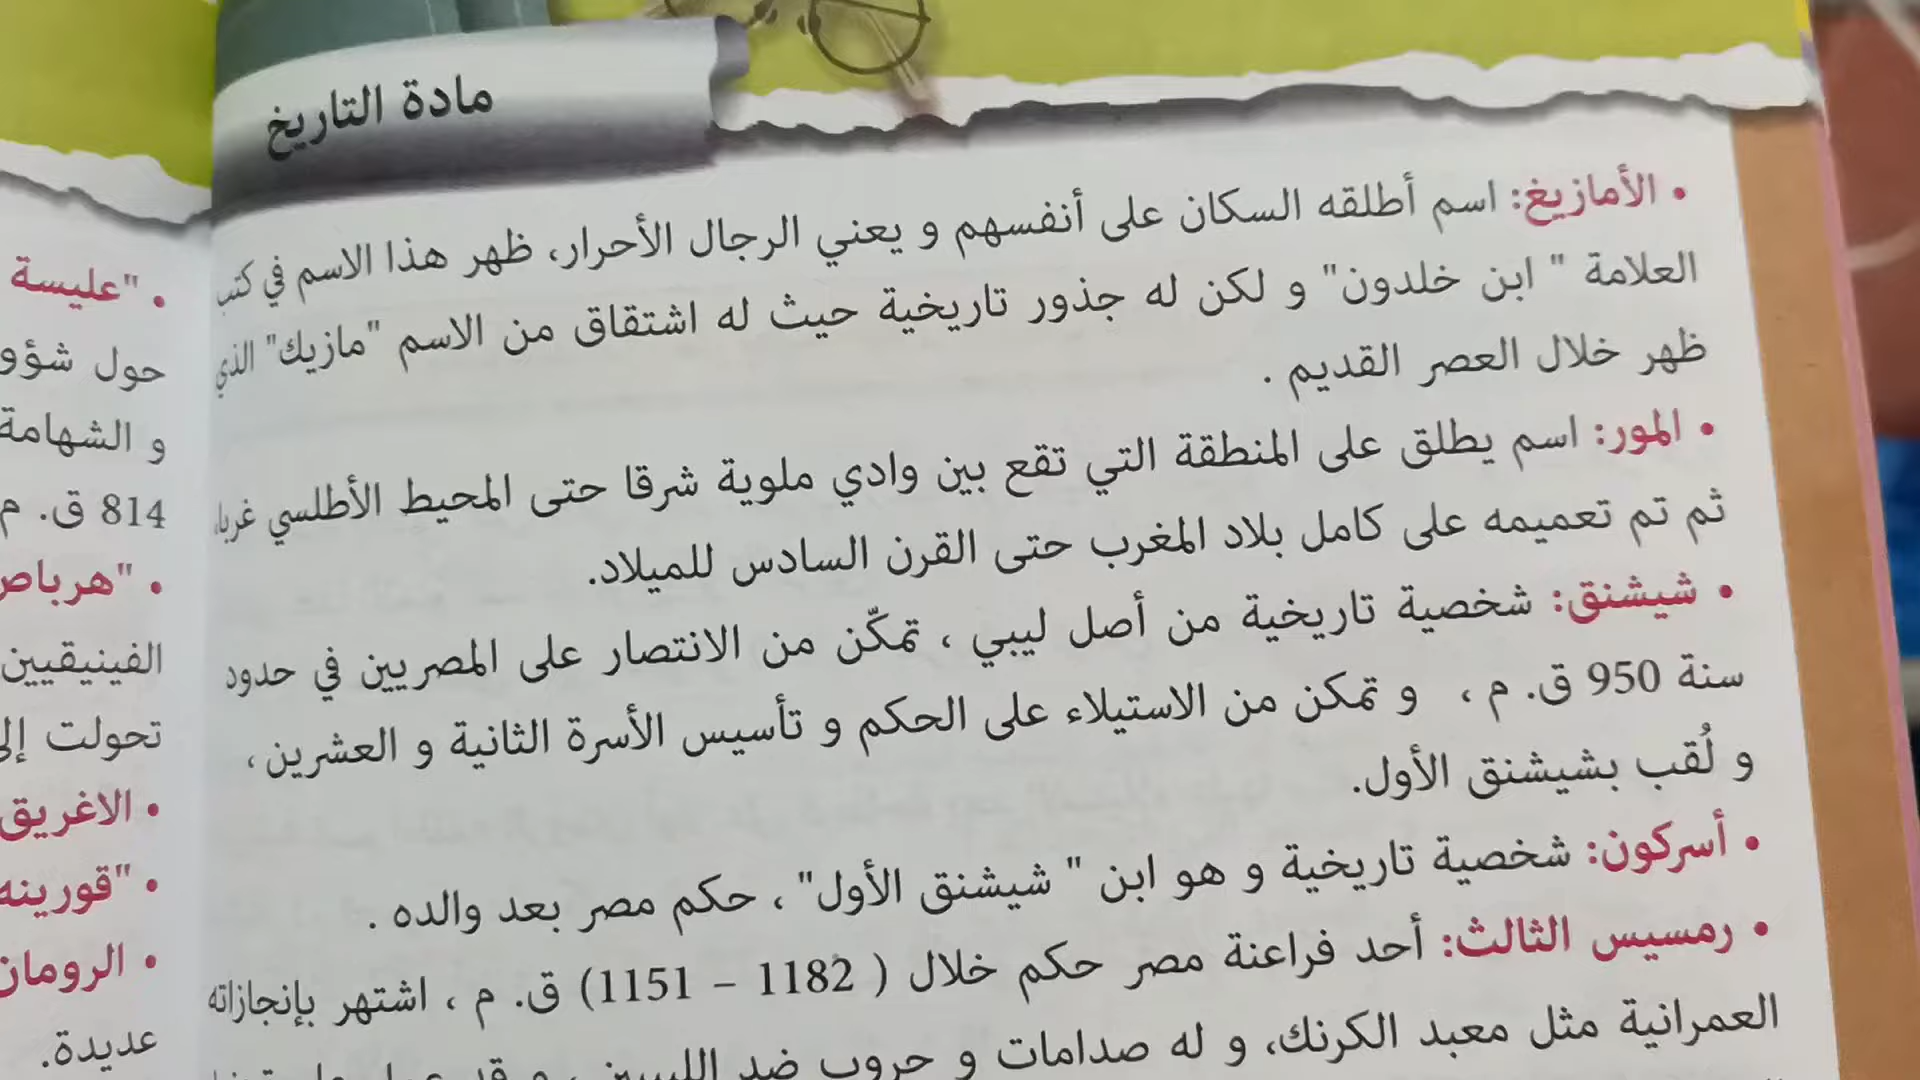 مادة التاريخ
• الأمازيغ: اسم أطلقه السكان على أنفسهم و يعني الرجال الأحرار، ظهر هذا الاسم في كتب
العلامة " ابن خلدون" و لكن له جذور تاريخية حيث له اشتقاق من الاسم "مازيك" الذي
ظهر خلال العصر القديم .
• المور: اسم يطلق على المنطقة التي تقع بين وادي ملوية شرقا حتى المحيط الأطلسي غربا،
ثم تم تعميمه على كامل بلاد المغرب حتى القرن السادس للميلاد.
• شيشنق: شخصية تاريخية من أصل ليبي ، تمكّن من الانتصار على المصريين في حدود
سنة 950 ق. م ، و تمكن من الاستيلاء على الحكم و تأسيس الأسرة الثانية و العشرين ،
و لُقب بشيشنق الأول.
• أسركون: شخصية تاريخية و هو ابن " شيشنق الأول" ، حكم مصر بعد والده .
• رمسيس الثالث: أحد فراعنة مصر حكم خلال ( 1182 – 1151) ق. م ، اشتهر بإنجازاته
العمرانية مثل معبد الكرنك، و له صدامات و حروب ضد الليبيين ، و قد
• "عليسة
حول شؤو
و الشهامة
814 ق. م
• "هرباص
الفينيقيين
تحولت إلى
• الاغريق
• "قورينه
• الرومان
عديدة.